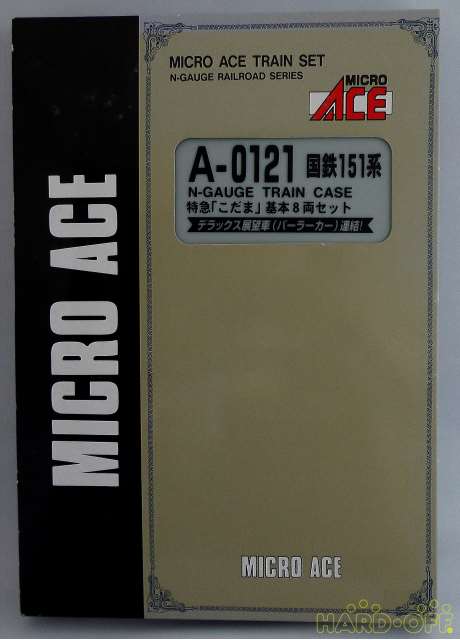 MICRO ACE TRAIN SET
N-GAUGE RAILROAD SERIES
MICRO
ACE
A-0121 国鉄151系
N-GAUGE TRAIN CASE
特急「こだま」基本8両セット
デラックス展望車(パーラーカー)連結!
MICRO ACE
MICRO ACE
HARD・OFF